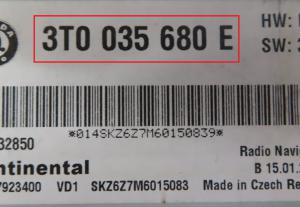 3T0 035 680 E
HW:
SW:
*014SKZ6Z7M60150839*
32850
Radio Navi
ntinental
B 15.01.
7923400 VD1 SKZ6Z7M6015083 Made in Czech Re